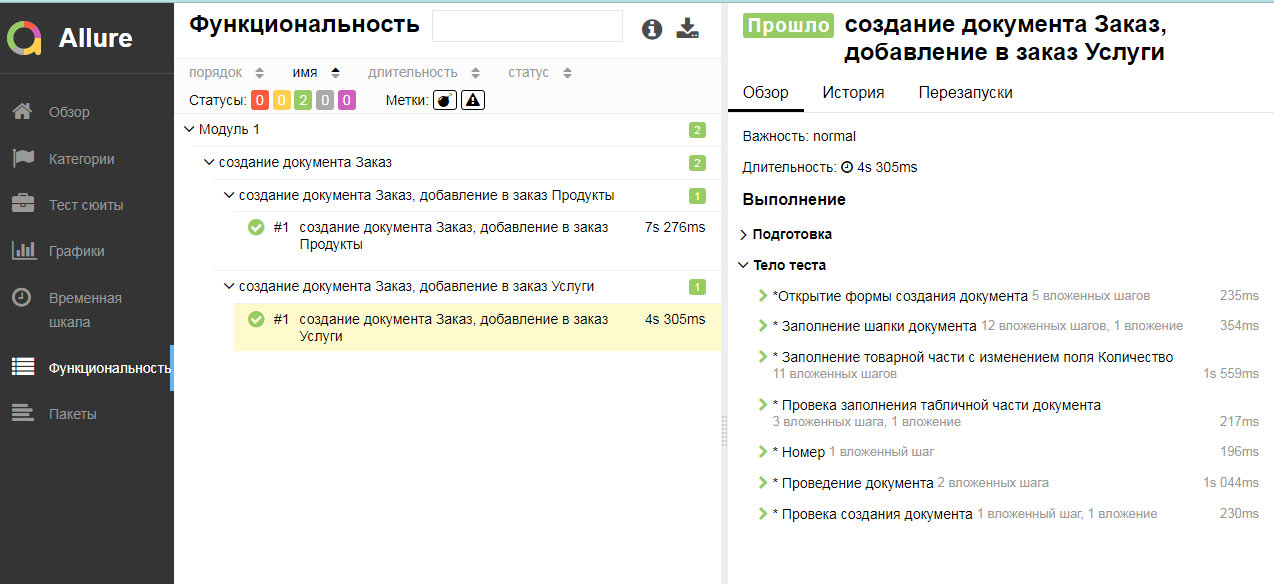 Allure
Обзор
Категории
Тест сюиты
Графики
Временная
шкала
Функциональность
Пакеты
Функциональность
порядок имя длительность статус
Статусы: 0 0 2 0 0 Метки:
Модуль 1 2
создание документа Заказ 2
создание документа Заказ, добавление в заказ Продукты 1
#1 создание документа Заказ, добавление в заказ 7s 276ms
Продукты
создание документа Заказ, добавление в заказ Услуги 1
#1 создание документа Заказ, добавление в заказ 4s 305ms
Услуги
Прошло создание документа Заказ,
добавление в заказ Услуги
Обзор История Перезапуски
Важность: normal
Длительность: 4s 305ms
Выполнение
Подготовка
Тело теста
*Открытие формы создания документа 5 вложенных шагов 235ms
* Заполнение шапки документа 12 вложенных шагов, 1 вложение 354ms
* Заполнение товарной части с изменением поля Количество
11 вложенных шагов 1s 559ms
* Провека заполнения табличной части документа
3 вложенных шага, 1 вложение 217ms
* Номер 1 вложенный шаг 196ms
* Проведение документа 2 вложенных шага 1s 044ms
* Провека создания документа 1 вложенный шаг, 1 вложение 230ms